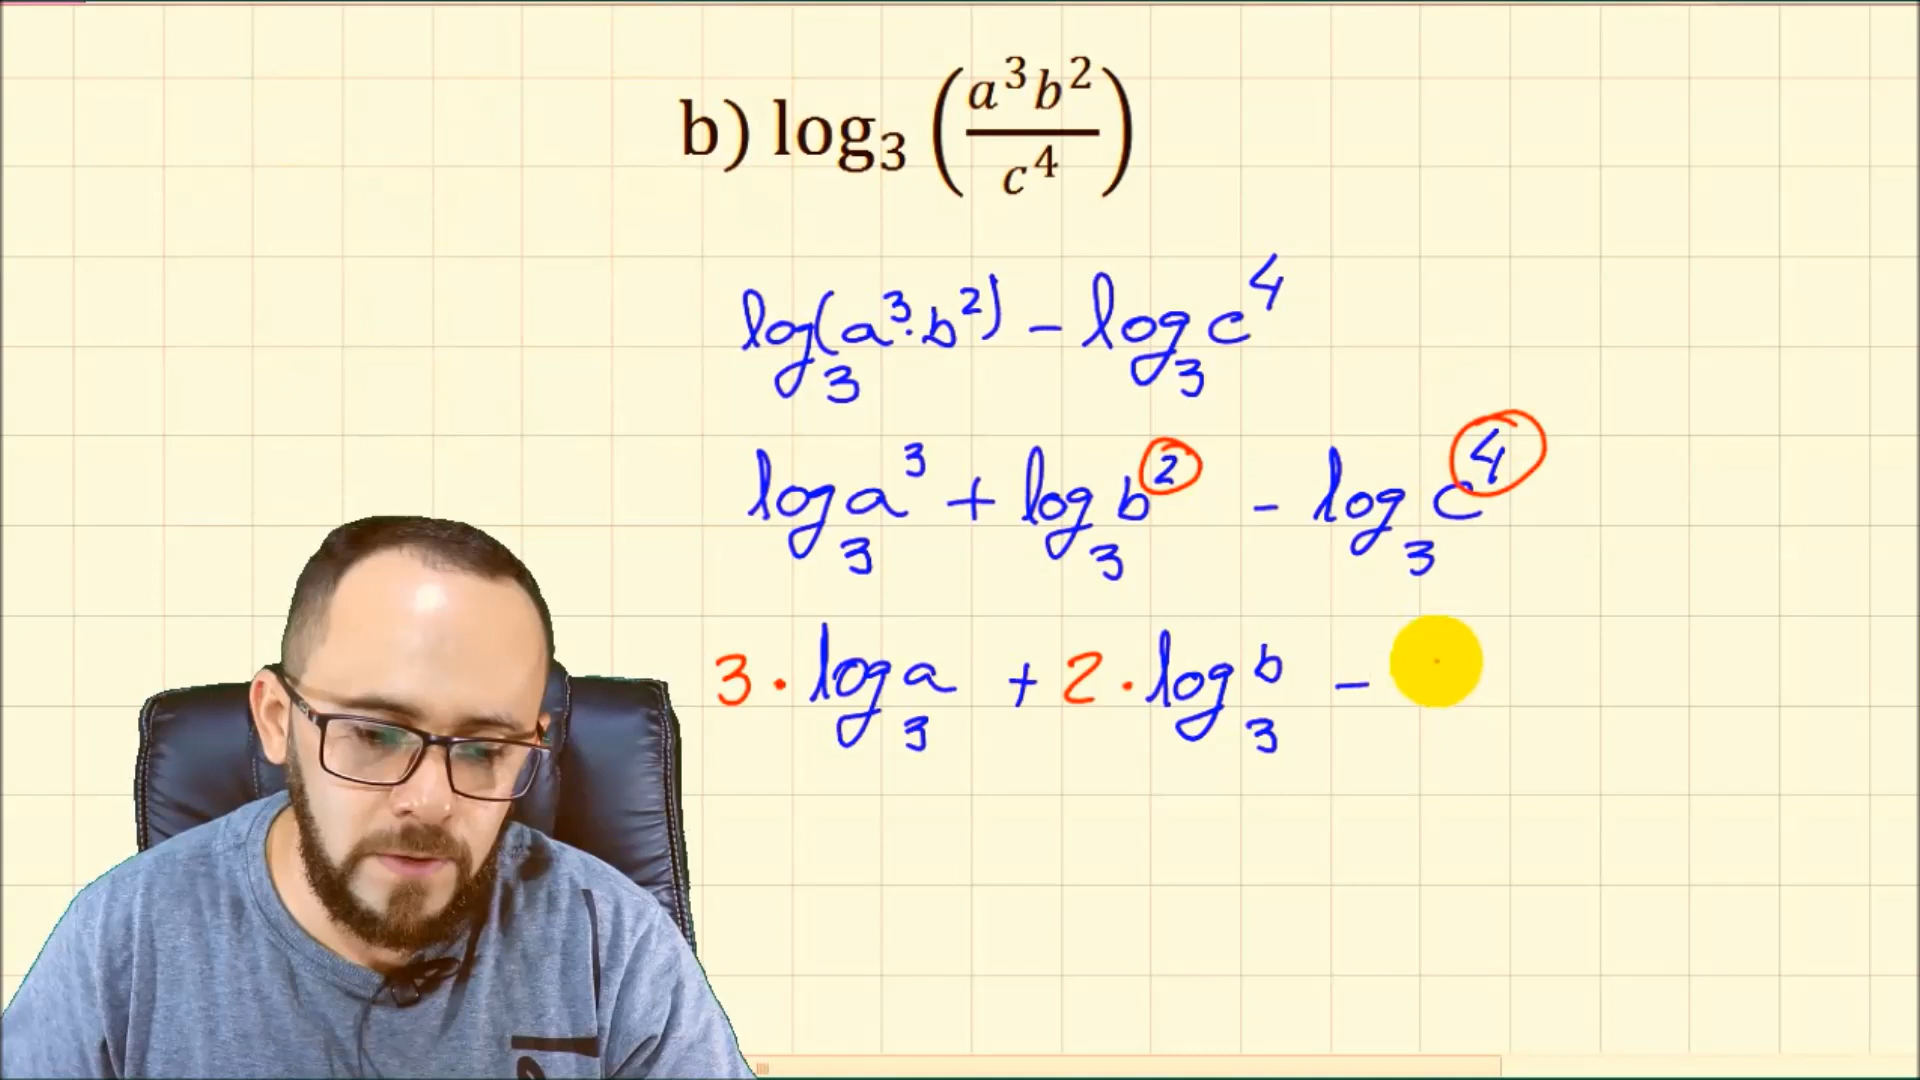 b) log₃ (a³b²/c⁴)
log₃(a³·b²) − log₃ c⁴
log₃ a³ + log₃ b² − log₃ c⁴
3 · log₃ a + 2 · log₃ b −